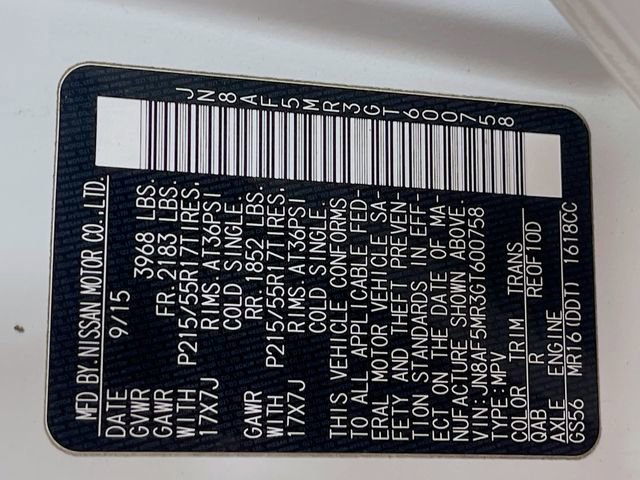 JN8AF5MR3GT600758
MFD BY.NISSAN MOTOR CO.,LTD.
DATE 9/15
GVWR 3968 LBS.
GAWR FR.2183 LBS.
WITH P215/55R17TIRES,
17X7J RIMS AT36PSI
COLD SINGLE.
GAWR RR.1852 LBS.
WITH P215/55R17TIRES,
17X7J RIMS AT36PSI
COLD SINGLE.
THIS VEHICLE CONFORMS
TO ALL APPLICABLE FED-
ERAL MOTOR VEHICLE SA-
FETY AND THEFT PREVEN-
TION STANDARDS IN EFF-
ECT ON THE DATE OF MA-
NUFACTURE SHOWN ABOVE.
VIN:JN8AF5MR3GT600758
TYPE:MPV
COLOR TRIM TRANS
QAB R RE0F10D
AXLE ENGINE
GS56 MR16(DDT) 1618CC